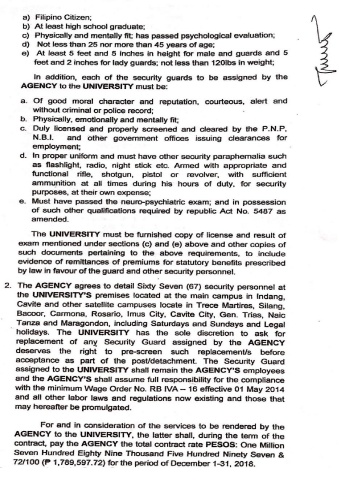 a) Filipino Citizen;
b) At least high school graduate;
c) Physically and mentally fit; has passed psychological evaluation;
d) Not less than 25 nor more than 45 years of age;
e) At least 5 feet and 5 inches in height for male and guards and 5
feet and 2 inches for lady guards; not less than 120lbs in weight;
In addition, each of the security guards to be assigned by the
AGENCY to the UNIVERSITY must be:
a. Of good moral character and reputation, courteous, alert and
without criminal or police record;
b. Physically, emotionally and mentally fit;
c. Duly licensed and properly screened and cleared by the P.N.P,
N.B.I. and other government offices issuing clearances for
employment;
d. In proper uniform and must have other security paraphernalia such
as flashlight, radio, night stick etc. Armed with appropriate and
functional rifle, shotgun, pistol or revolver, with sufficient
ammunition at all times during his hours of duty, for security
purposes, at their own expense;
e. Must have passed the neuro-psychiatric exam; and in possession
of such other qualifications required by republic Act No. 5487 as
amended.
The UNIVERSITY must be furnished copy of license and result of
exam mentioned under sections (c) and (e) above and other copies of
such documents pertaining to the above requirements, to include
evidence of remittances of premiums for statutory benefits prescribed
by law in favour of the guard and other security personnel.
2. The AGENCY agrees to detail Sixty Seven (67) security personnel at
the UNIVERSITY'S premises located at the main campus in Indang,
Cavite and other satellite campuses locate in Trece Martires, Silang,
Bacoor, Carmona, Rosario, Imus City, Cavite City, Gen. Trias, Naic
Tanza and Maragondon, including Saturdays and Sundays and Legal
holidays. The UNIVERSITY has the sole discretion to ask for
replacement of any Security Guard assigned by the AGENCY
deserves the right to pre-screen such replacement/s before
acceptance as part of the post/detachment. The Security Guard
assigned to the UNIVERSITY shall remain the AGENCY'S employees
and the AGENCY'S shall assume full responsibility for the compliance
with the minimum Wage Order No. RB IVA – 16 effective 01 May 2014
and all other labor laws and regulations now existing and those that
may hereafter be promulgated.
For and in consideration of the services to be rendered by the
AGENCY to the UNIVERSITY, the latter shall, during the term of the
contract, pay the AGENCY the total contract rate PESOS: One Million
Seven Hundred Eighty Nine Thousand Five Hundred Ninety Seven &
72/100 (₱ 1,789,597.72) for the period of December 1-31, 2018.